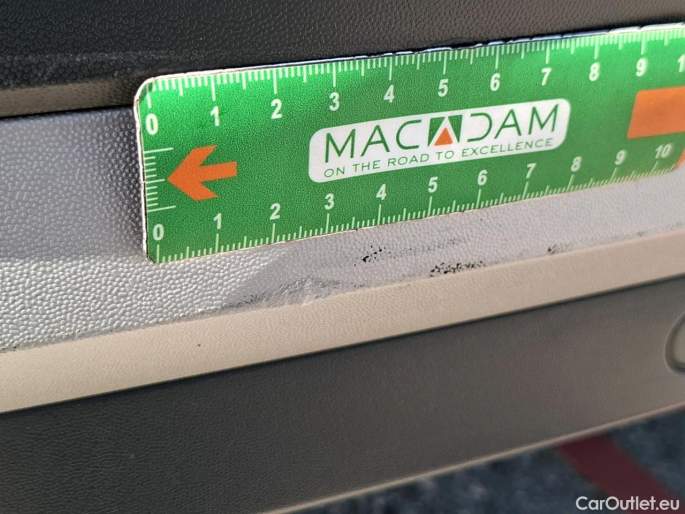 0 1 2 3 4 5 6 7 8 9 1
MACADAM
ON THE ROAD TO EXCELLENCE
0 1 2 3 4 5 6 7 8 9 10
CarOutlet.eu